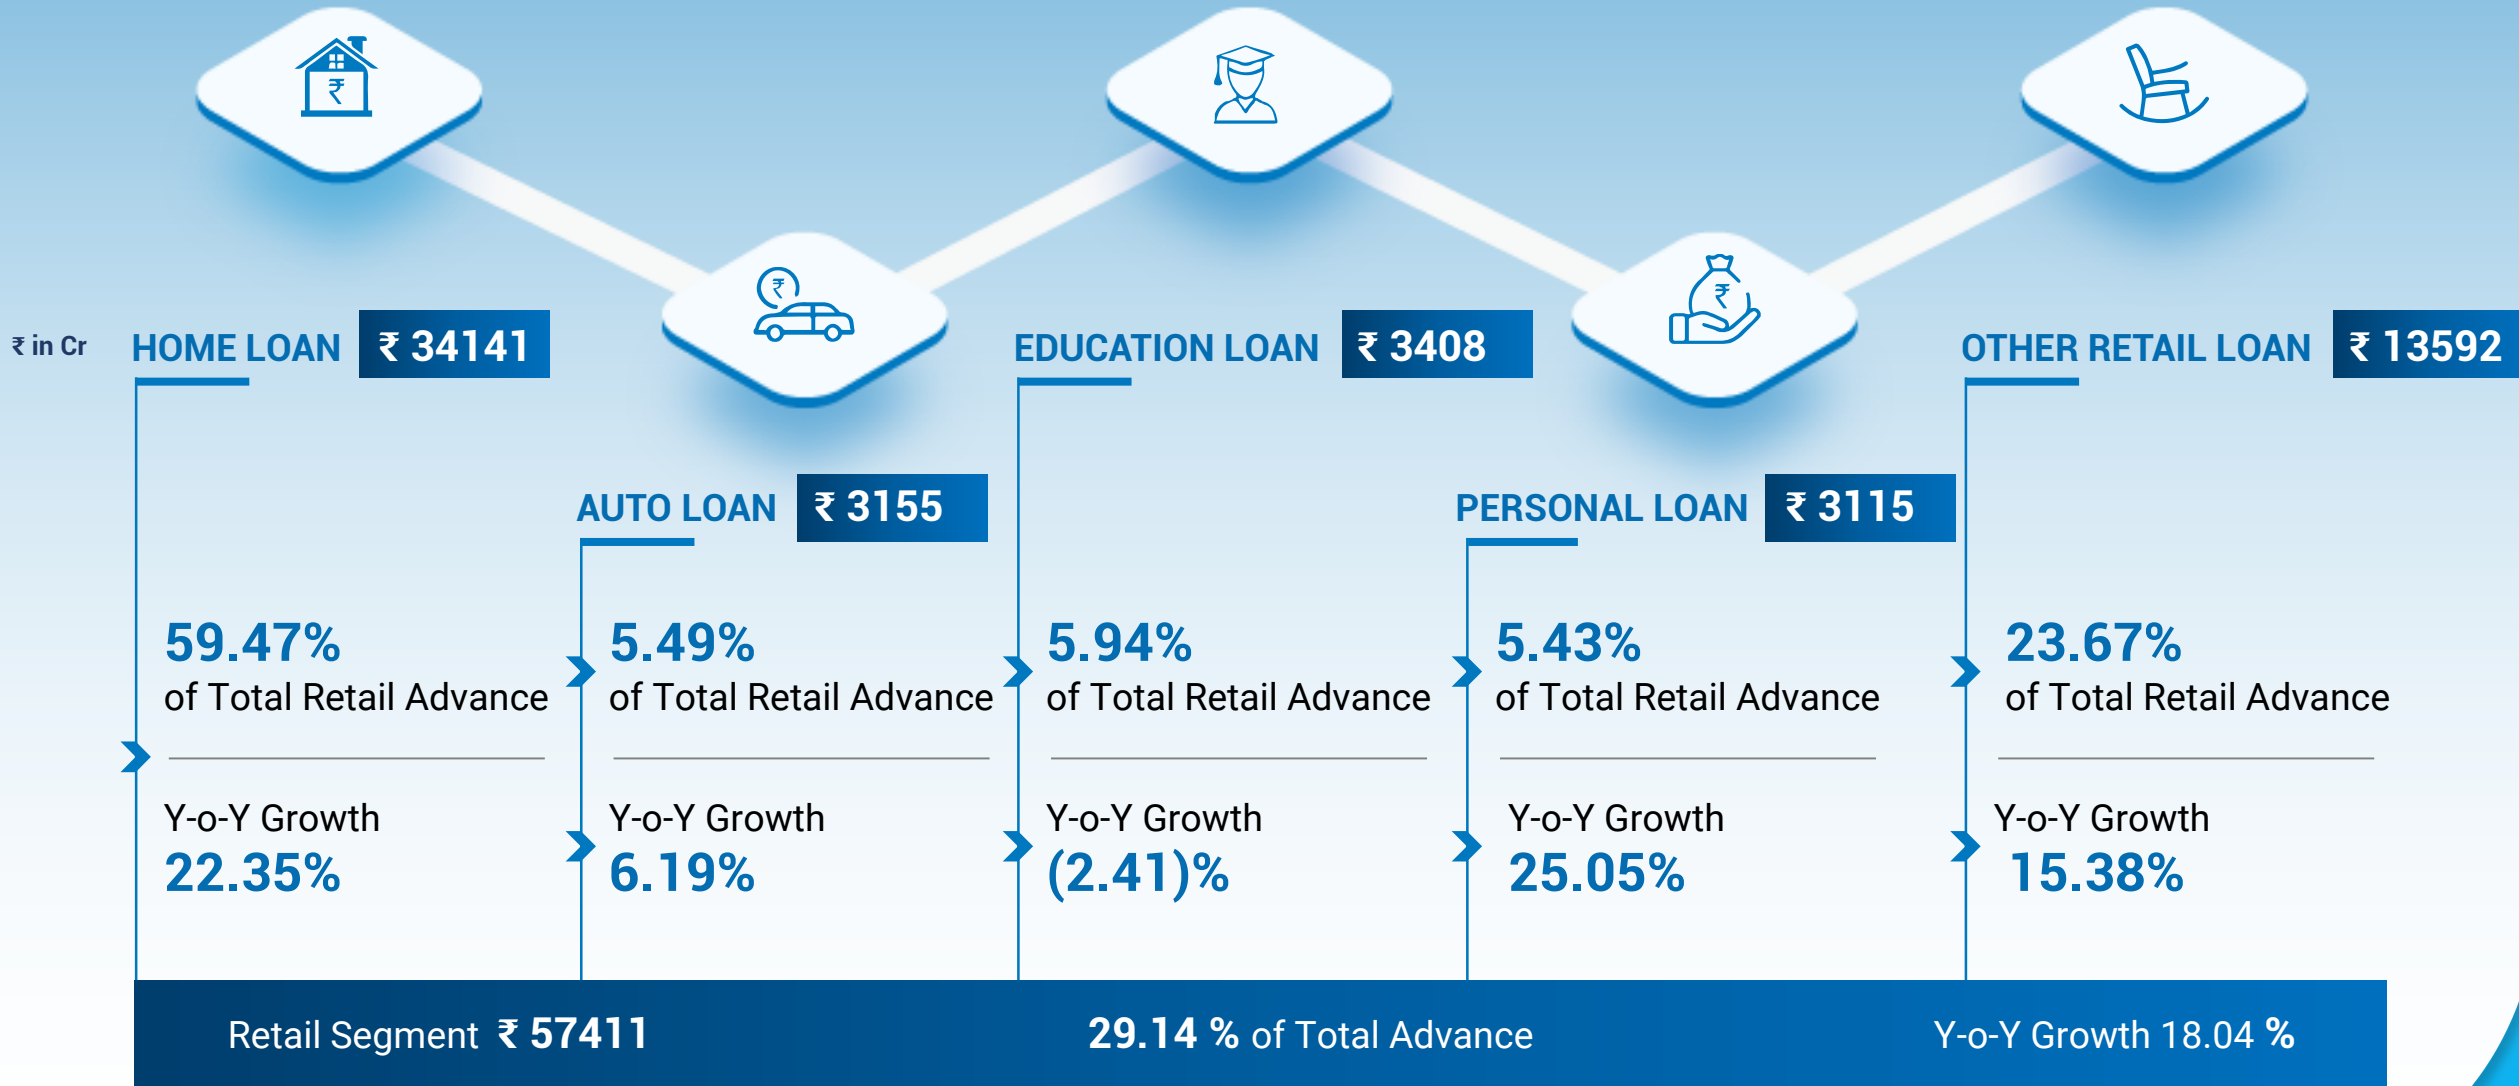 ₹
₹
₹
₹ in Cr
HOME LOAN ₹ 34141
EDUCATION LOAN ₹ 3408
OTHER RETAIL LOAN ₹ 13592
AUTO LOAN ₹ 3155
PERSONAL LOAN ₹ 3115
59.47%
of Total Retail Advance
Y-o-Y Growth
22.35%
5.49%
of Total Retail Advance
Y-o-Y Growth
6.19%
5.94%
of Total Retail Advance
Y-o-Y Growth
(2.41)%
5.43%
of Total Retail Advance
Y-o-Y Growth
25.05%
23.67%
of Total Retail Advance
Y-o-Y Growth
15.38%
Retail Segment ₹ 57411
29.14 % of Total Advance
Y-o-Y Growth 18.04 %